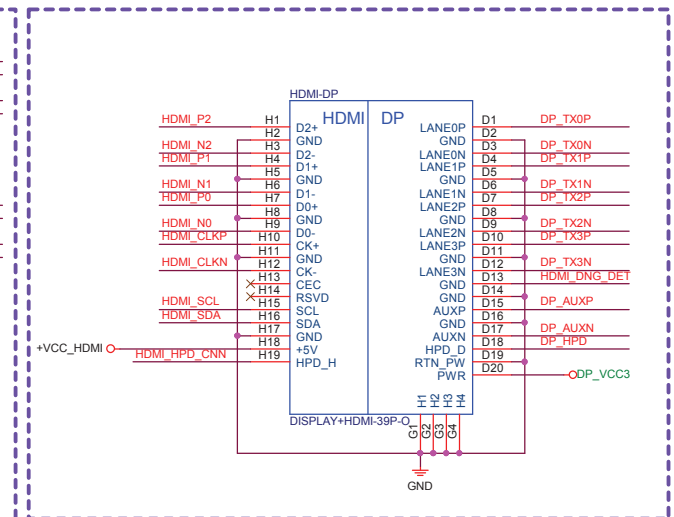 HDMI-DP
HDMI DP
HDMI_P2 H1 D2+ LANE0P D1 DP_TX0P
H2 GND GND D2
HDMI_N2 H3 D2- LANE0N D3 DP_TX0N
HDMI_P1 H4 D1+ LANE1P D4 DP_TX1P
H5 GND GND D5
HDMI_N1 H6 D1- LANE1N D6 DP_TX1N
HDMI_P0 H7 D0+ LANE2P D7 DP_TX2P
H8 GND GND D8
HDMI_N0 H9 D0- LANE2N D9 DP_TX2N
HDMI_CLKP H10 CK+ LANE3P D10 DP_TX3P
H11 GND GND D11
HDMI_CLKN H12 CK- LANE3N D12 DP_TX3N
H13 CEC GND D13 HDMI_DNG_DET
H14 RSVD GND D14
HDMI_SCL H15 SCL AUXP D15 DP_AUXP
HDMI_SDA H16 SDA GND D16
H17 GND AUXN D17 DP_AUXN
+VCC_HDMI H18 +5V HPD_D D18 DP_HPD
HDMI_HPD_CNN H19 HPD_H RTN_PW D19
PWR D20 DP_VCC3
H1 H2 H3 H4
DISPLAY+HDMI-39P-O
G1 G2 G3 G4
GND